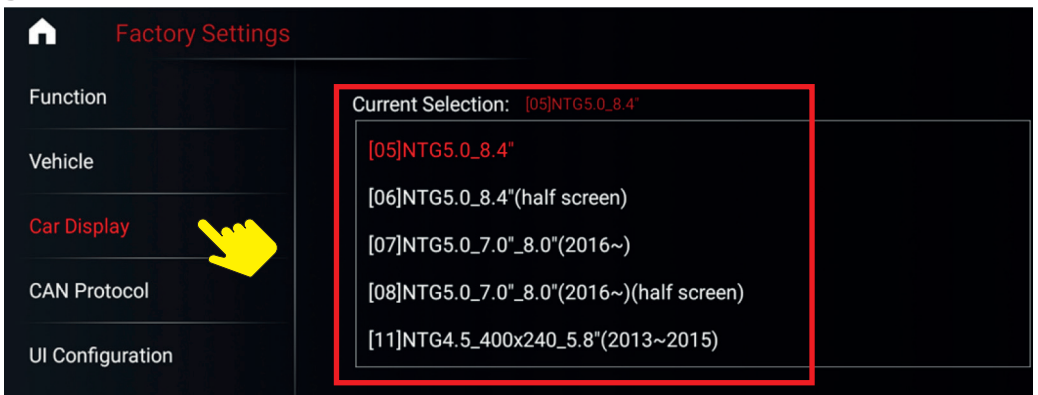 Factory Settings
Function
Vehicle
Car Display
CAN Protocol
UI Configuration
Current Selection: [05]NTG5.0_8.4"
[05]NTG5.0_8.4"
[06]NTG5.0_8.4"(half screen)
[07]NTG5.0_7.0"_8.0"(2016~)
[08]NTG5.0_7.0"_8.0"(2016~)(half screen)
[11]NTG4.5_400x240_5.8"(2013~2015)